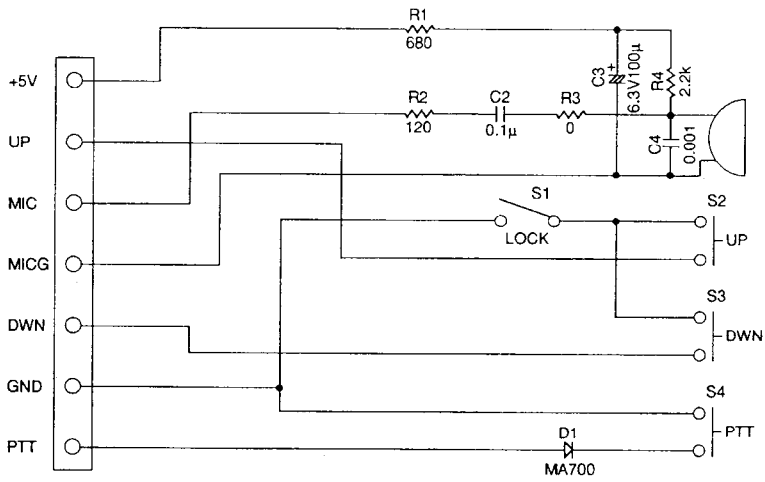 R1
680
+5V
C3
+
6.3V100μ
R4
2.2k
R2
120
C2
0.1μ
R3
0
UP
C4
0.001
MIC
S1
LOCK
S2
UP
MICG
S3
DWN
DWN
GND
S4
PTT
PTT
D1
MA700